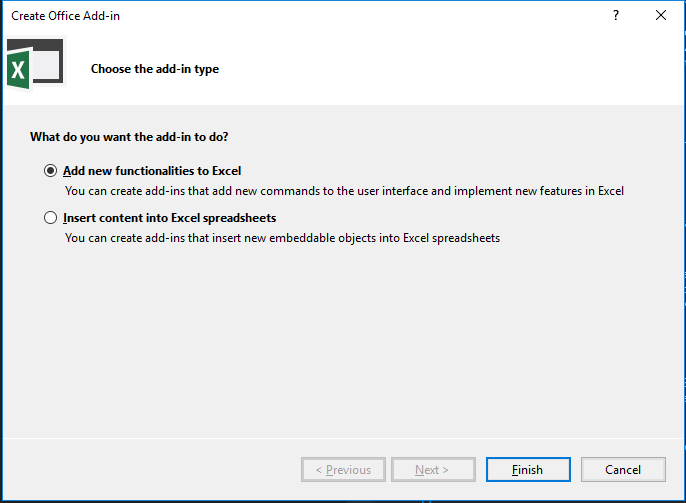 Create Office Add-in
?
X
Choose the add-in type
What do you want the add-in to do?
Add new functionalities to Excel
You can create add-ins that add new commands to the user interface and implement new features in Excel
Insert content into Excel spreadsheets
You can create add-ins that insert new embeddable objects into Excel spreadsheets
< Previous
Next >
Finish
Cancel